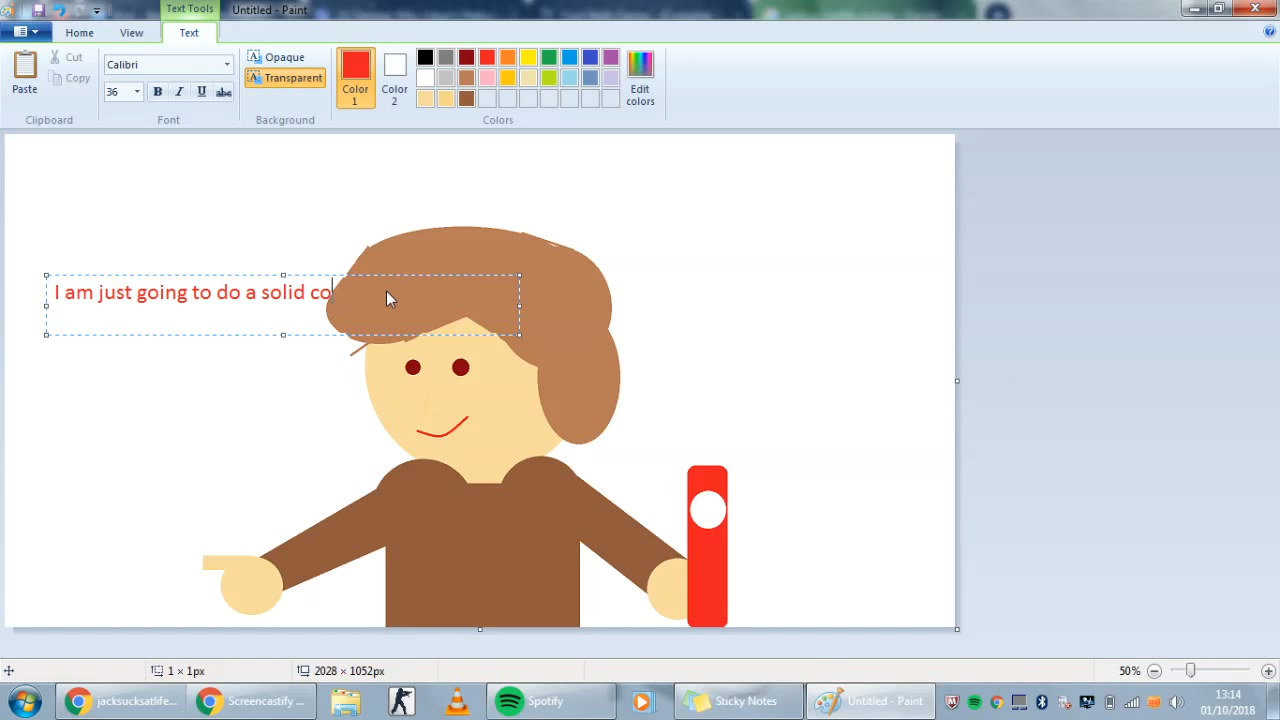 Text Tools
Untitled - Paint
Home
View
Text
Paste
Cut
Copy
Clipboard
Calibri
36
B I U abc
Font
Opaque
Transparent
Background
Color 1
Color 2
Edit colors
Colors
I am just going to do a solid co
1 × 1px
2028 × 1052px
50%
jacksucksatlife...
Screencastify ...
Spotify
Sticky Notes
Untitled - Paint
13:14
01/10/2018